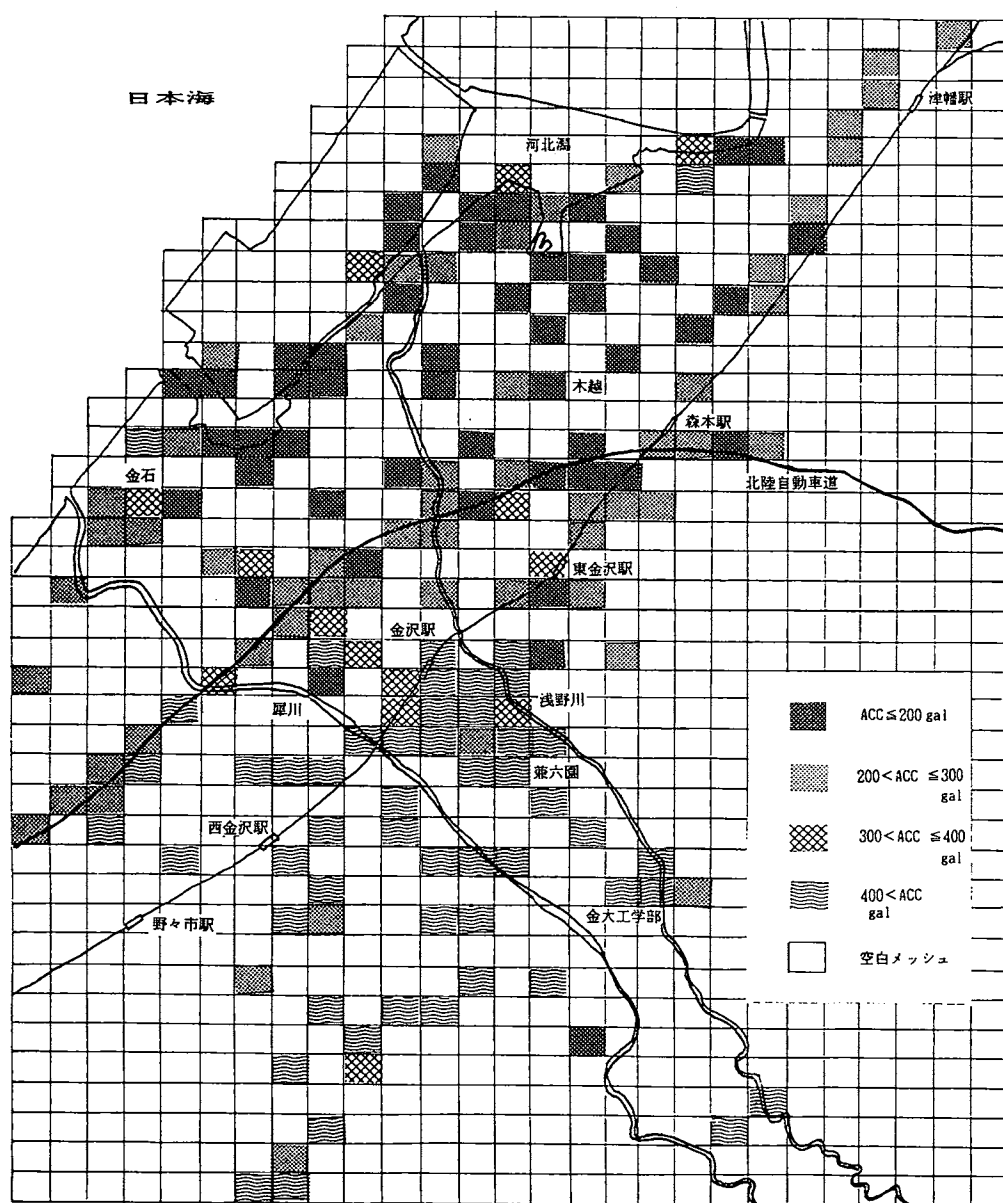 日本海
津幡駅
河北潟
木越
森本駅
金石
北陸自動車道
東金沢駅
金沢駅
浅野川
犀川
兼六園
西金沢駅
金大工学部
野々市駅
ACC≦200 gal
200<ACC ≦300
gal
300<ACC ≦400
gal
400<ACC
gal
空白メッシュ